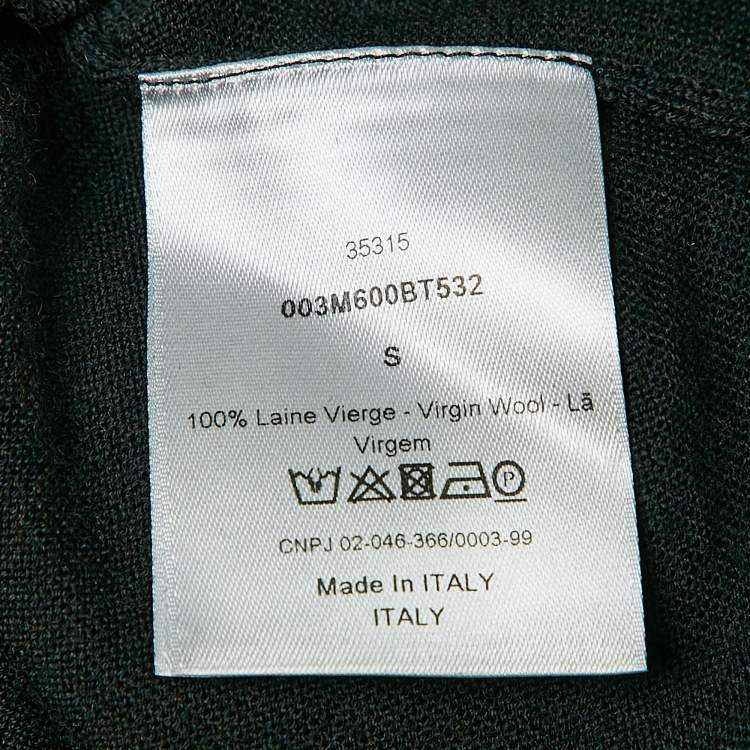 35315
003M600BT532
S
100% Laine Vierge - Virgin Wool - Lã
Virgem
P
CNPJ 02-046-366/0003-99
Made In ITALY
ITALY